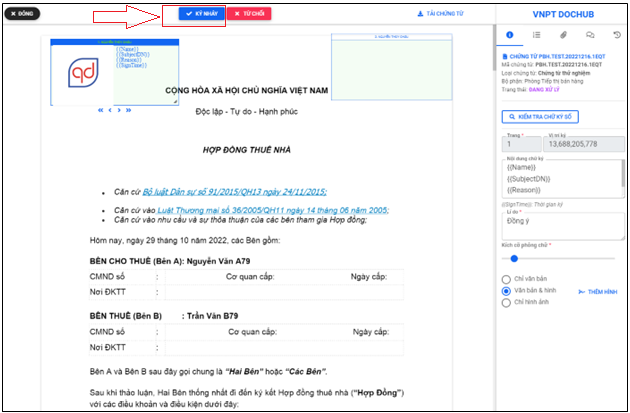 ĐÓNG
KÝ NHÁY
TỪ CHỐI
TẢI CHỨNG TỪ
VNPT DOCHUB
{{Name}}
{{SubjectDN}}
{{Reason}}
{{SignTime}}
qd
CỘNG HÒA XÃ HỘI CHỦ NGHĨA VIỆT NAM
Độc lập - Tự do - Hạnh phúc
HỢP ĐỒNG THUÊ NHÀ
Căn cứ Bộ luật Dân sự số 91/2015/QH13 ngày 24/11/2015;
Căn cứ vào Luật Thương mại số 36/2005/QH11 ngày 14 tháng 06 năm 2005;
Căn cứ vào nhu cầu và sự thỏa thuận của các bên tham gia Hợp đồng;
Hôm nay, ngày 29 tháng 10 năm 2022, các Bên gồm:
BÊN CHO THUÊ (Bên A): Nguyễn Văn A79
CMND số : Cơ quan cấp: Ngày cấp:
Nơi ĐKTT :
BÊN THUÊ (Bên B) : Trần Văn B79
CMND số : Cơ quan cấp: Ngày cấp:
Nơi ĐKTT :
Bên A và Bên B sau đây gọi chung là “Hai Bên” hoặc “Các Bên”.
Sau khi thảo luận, Hai Bên thống nhất đi đến ký kết Hợp đồng thuê nhà (“Hợp Đồng”)
với các điều khoản và điều kiện dưới đây:
CHỨNG TỪ PBH.TEST.20221216.1EQT
Mã chứng từ: PBH.TEST.20221216.1EQT
Loại chứng từ: Chứng từ thử nghiệm
Bộ phận: Phòng Tiếp thị bán hàng
Trạng thái: ĐANG XỬ LÝ
KIỂM TRA CHỮ KÝ SỐ
Trang *
1
Vị trí ký
13,688,205,778
Nội dung chữ ký
{{Name}}
{{SubjectDN}}
{{Reason}}
{{SignTime}}: Thời gian ký
Lí do *
Đồng ý
Kích cỡ phông chữ *
Chỉ văn bản
Văn bản & hình
THÊM HÌNH
Chỉ hình ảnh